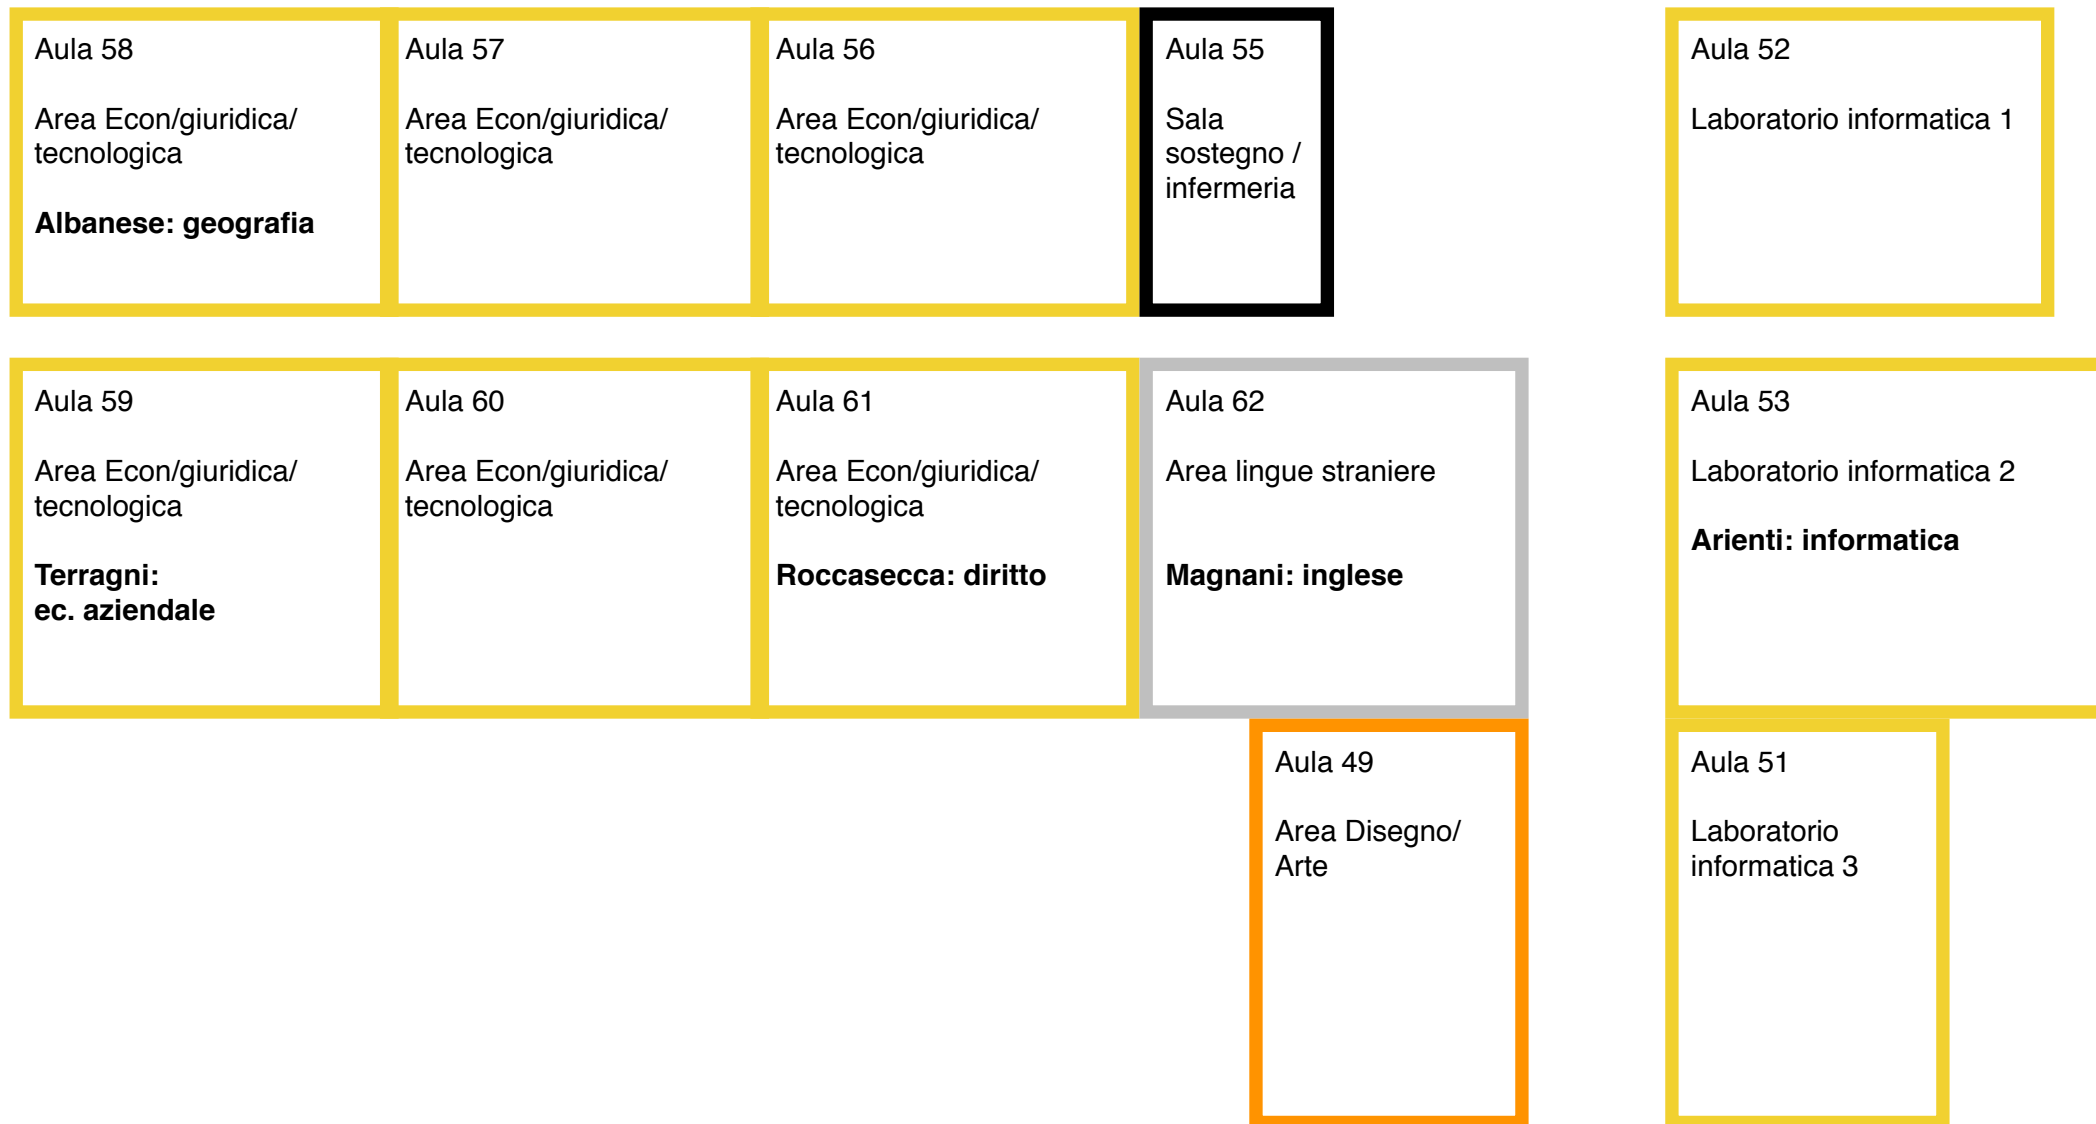 Aula 58
Area Econ/giuridica/
tecnologica
Albanese: geografia
Aula 57
Area Econ/giuridica/
tecnologica
Aula 56
Area Econ/giuridica/
tecnologica
Aula 55
Sala
sostegno /
infermeria
Aula 52
Laboratorio informatica 1
Aula 59
Area Econ/giuridica/
tecnologica
Terragni:
ec. aziendale
Aula 60
Area Econ/giuridica/
tecnologica
Aula 61
Area Econ/giuridica/
tecnologica
Roccasecca: diritto
Aula 62
Area lingue straniere
Magnani: inglese
Aula 53
Laboratorio informatica 2
Arienti: informatica
Aula 49
Area Disegno/
Arte
Aula 51
Laboratorio
informatica 3